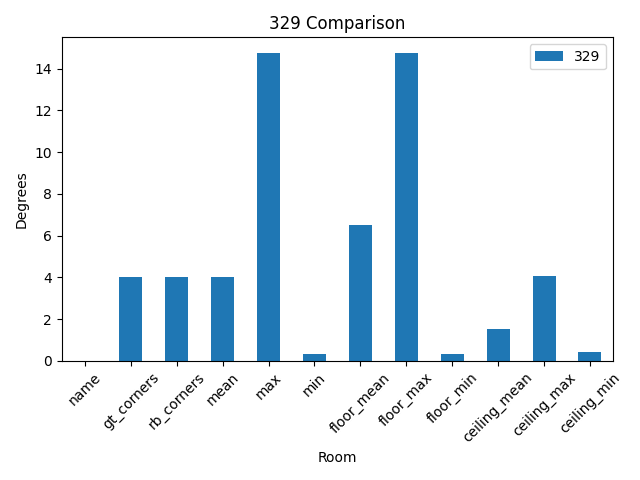 329 Comparison
329
Degrees
14
12
10
8
6
4
2
0
name
gt_corners
rb_corners
mean
max
min
floor_mean
floor_max
floor_min
ceiling_mean
ceiling_max
ceiling_min
Room